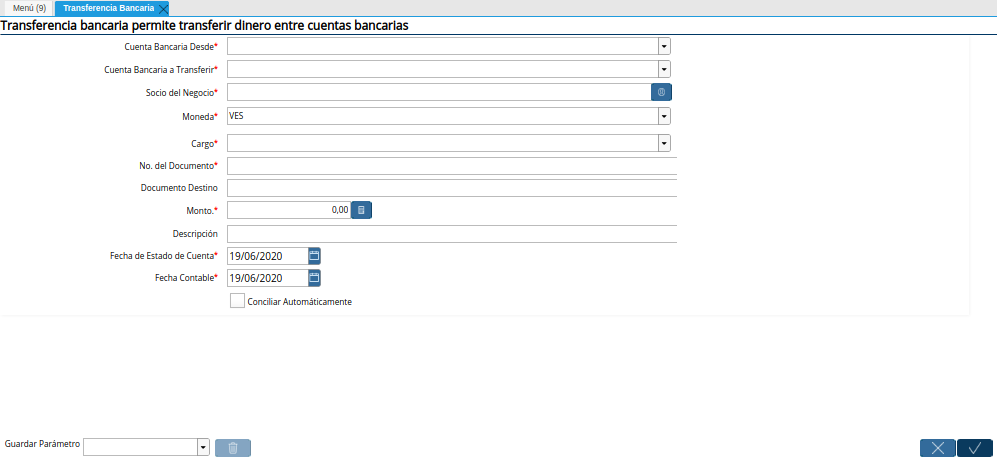 Menú (9) Transferencia Bancaria
Transferencia bancaria permite transferir dinero entre cuentas bancarias
Cuenta Bancaria Desde*
Cuenta Bancaria a Transferir*
Socio del Negocio*
Moneda* VES
Cargo*
No. del Documento*
Documento Destino
Monto.* 0,00
Descripción
Fecha de Estado de Cuenta* 19/06/2020
Fecha Contable* 19/06/2020
Conciliar Automáticamente
Guardar Parámetro